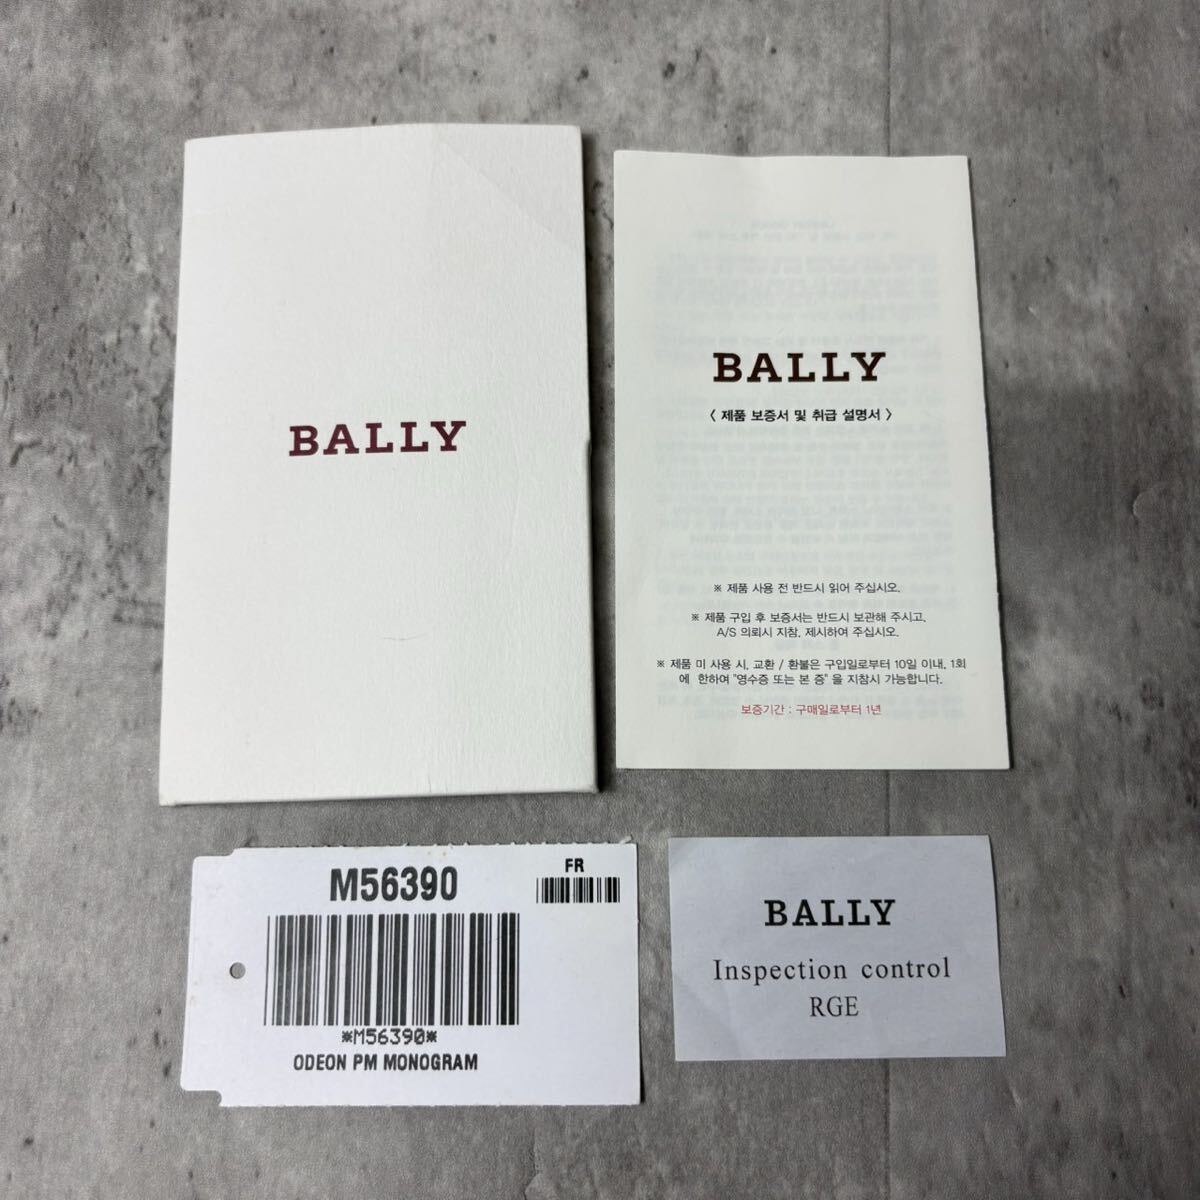 BALLY
BALLY
〈 제품 보증서 및 취급 설명서 〉
※ 제품 사용 전 반드시 읽어 주십시오.
※ 제품 구입 후 보증서는 반드시 보관해 주시고,
A/S 의뢰시 지참, 제시하여 주십시오.
※ 제품 미 사용 시, 교환 / 환불은 구입일로부터 10일 이내, 1회
에 한하여 "영수증 또는 본 증" 을 지참시 가능합니다.
보증기간 : 구매일로부터 1년
M56390
FR
*M56390*
ODEON PM MONOGRAM
BALLY
Inspection control
RGE